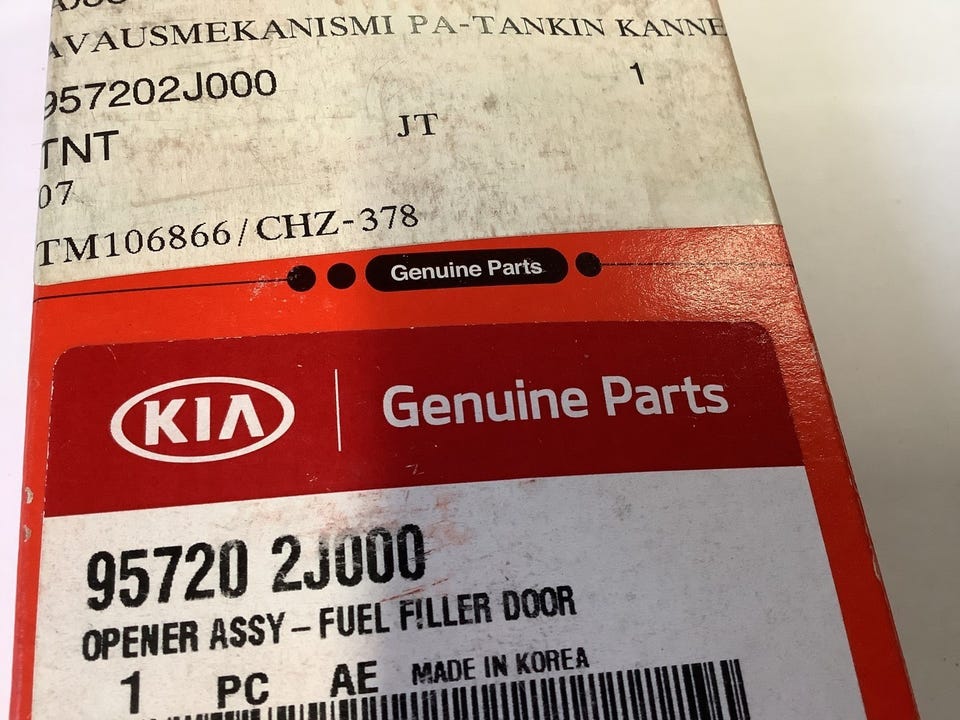 AVAUSMEKANISMI PA-TANKIN KANNE
957202J000 1
TNT JT
07
TM106866/CHZ-378
Genuine Parts
KIA Genuine Parts
95720 2J000
OPENER ASSY – FUEL FILLER DOOR
1 PC AE MADE IN KOREA